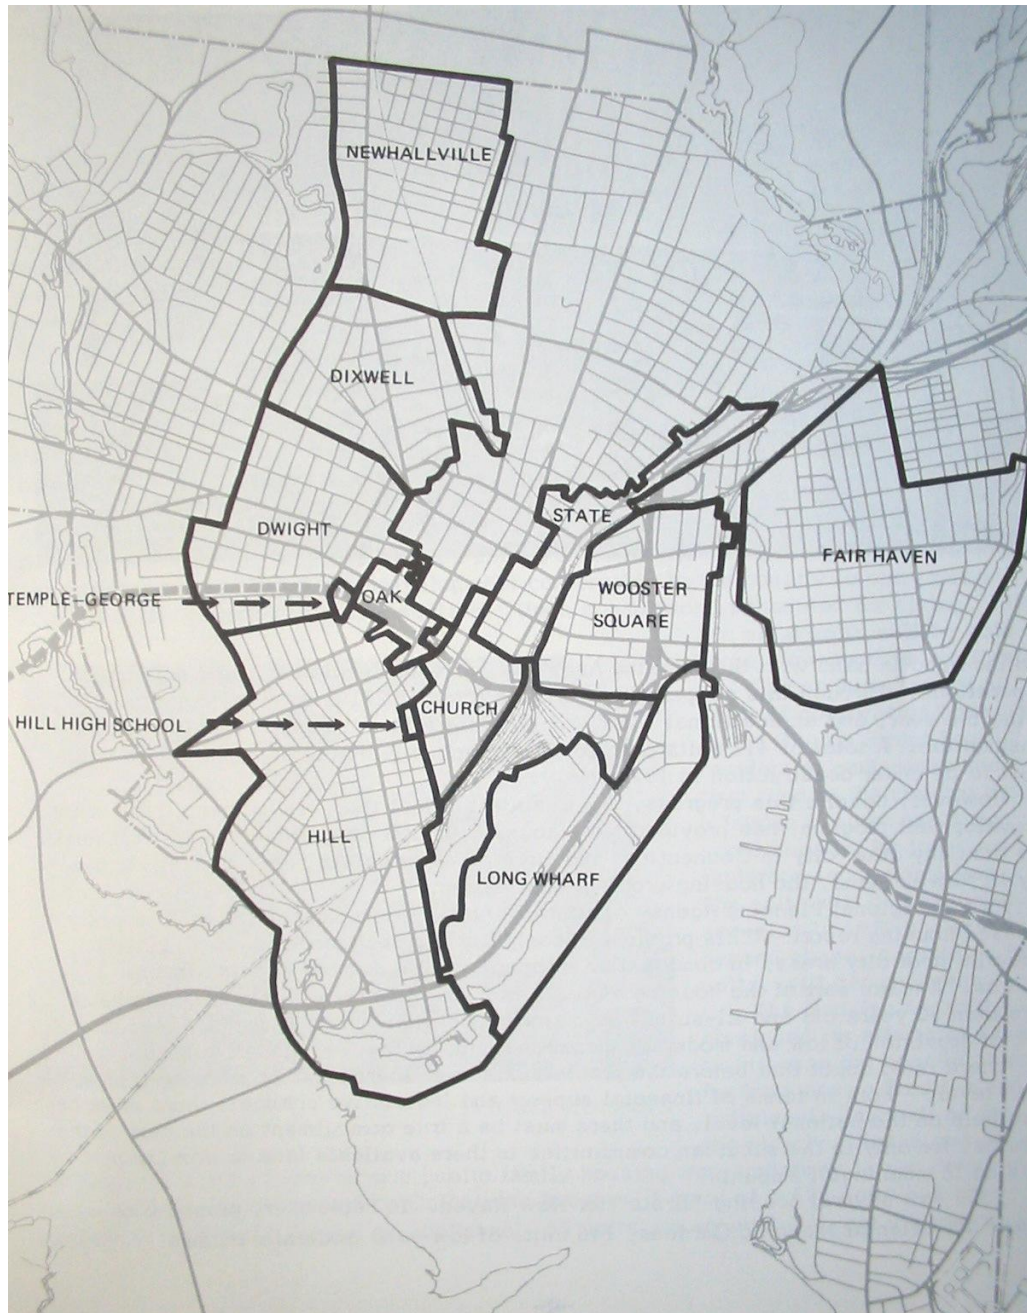 NEWHALLVILLE
DIXWELL
STATE
DWIGHT
FAIR HAVEN
WOOSTER
SQUARE
OAK
TEMPLE-GEORGE
CHURCH
HILL HIGH SCHOOL
HILL
LONG WHARF